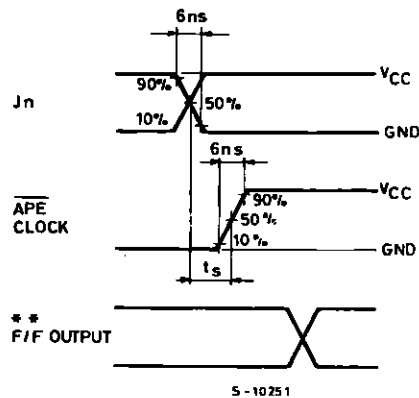 6ns
90%
VCC
Jn
50%
10%
GND
6ns
VCC
APE
CLOCK
90%
50%
10%
GND
ts
**
F/F OUTPUT
S-10251